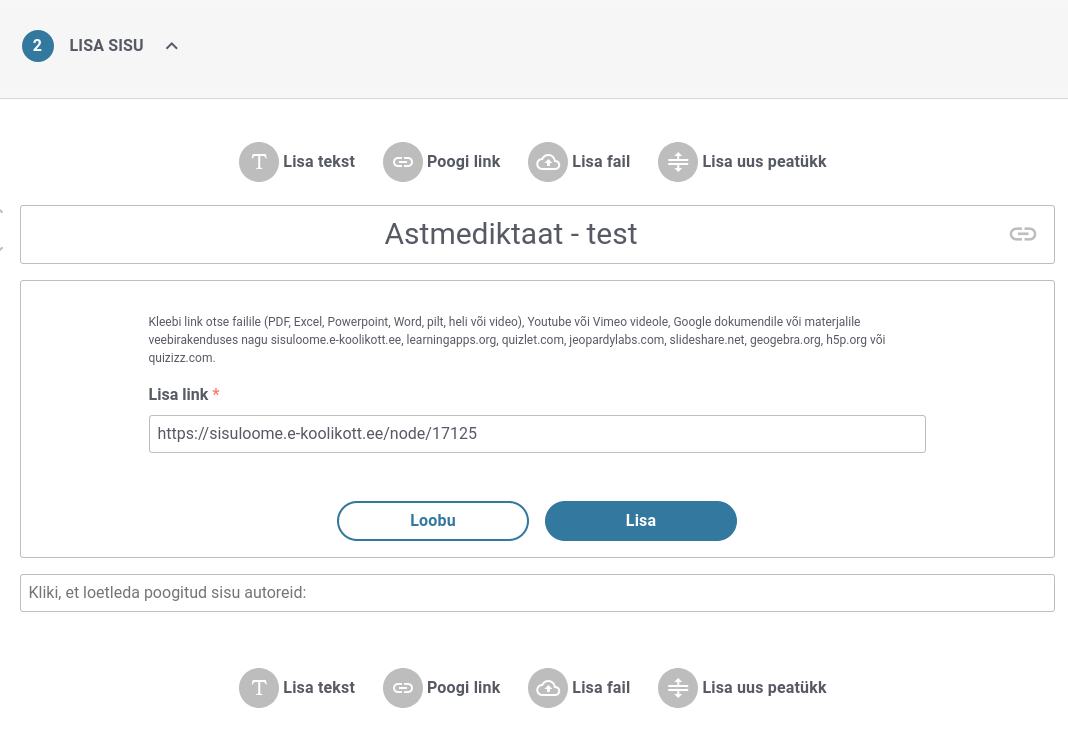 2 LISA SISU
T Lisa tekst Poogi link Lisa fail Lisa uus peatükk
Astmediktaat - test
Kleebi link otse failile (PDF, Excel, Powerpoint, Word, pilt, heli või video), Youtube või Vimeo videole, Google dokumendile või materjalile
veebirakenduses nagu sisuloome.e-koolikott.ee, learningapps.org, quizlet.com, jeopardylabs.com, slideshare.net, geogebra.org, h5p.org või
quizizz.com.
Lisa link *
https://sisuloome.e-koolikott.ee/node/17125
Loobu Lisa
Kliki, et loetleda poogitud sisu autoreid:
T Lisa tekst Poogi link Lisa fail Lisa uus peatükk